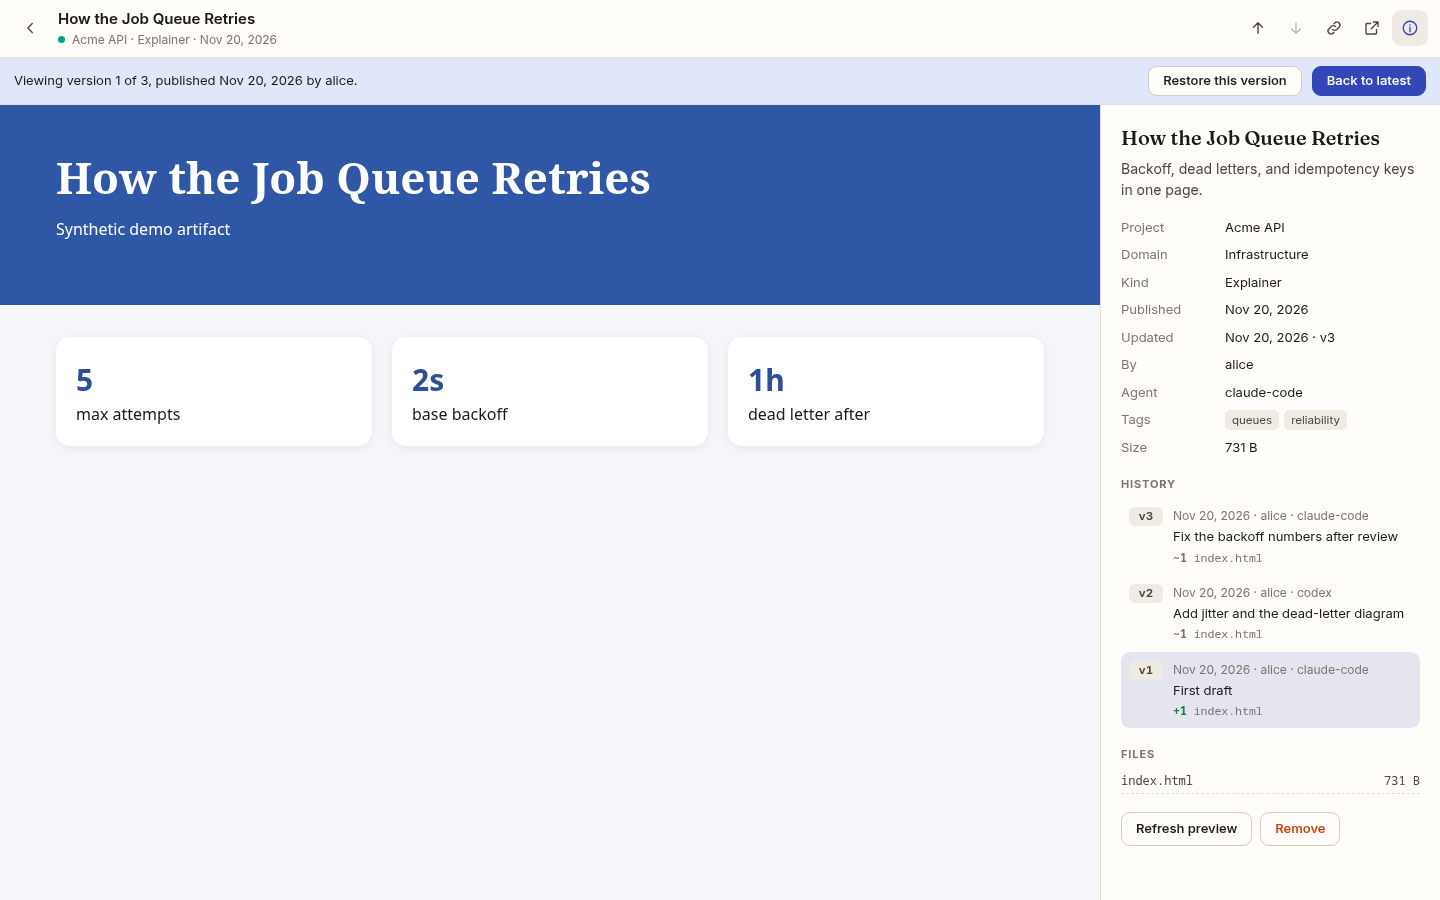 How the Job Queue Retries
Acme API · Explainer · Nov 20, 2026
Viewing version 1 of 3, published Nov 20, 2026 by alice.
Restore this version
Back to latest
How the Job Queue Retries
Synthetic demo artifact
5
max attempts
2s
base backoff
1h
dead letter after
How the Job Queue Retries
Backoff, dead letters, and idempotency keys
in one page.
Project Acme API
Domain Infrastructure
Kind Explainer
Published Nov 20, 2026
Updated Nov 20, 2026 · v3
By alice
Agent claude-code
Tags queues reliability
Size 731 B
HISTORY
v3 Nov 20, 2026 · alice · claude-code
Fix the backoff numbers after review
~1 index.html
v2 Nov 20, 2026 · alice · codex
Add jitter and the dead-letter diagram
~1 index.html
v1 Nov 20, 2026 · alice · claude-code
First draft
+1 index.html
FILES
index.html 731 B
Refresh preview
Remove